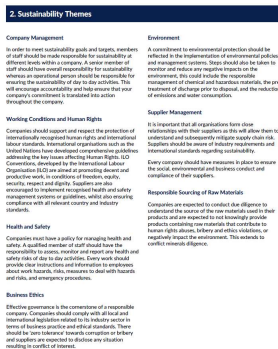 2. Sustainability Themes
Company Management
In order to meet sustainability goals and targets, members
of staff should be made responsible for sustainability at
different levels within a company. A senior member of
staff should have overall responsibility for sustainability
whereas an operational person should be responsible for
ensuring the sustainability of day to day activities. This
will encourage accountability and help ensure that your
company's commitment is translated into action
throughout the company.
Working Conditions and Human Rights
Companies should support and respect the protection of
internationally recognised human rights and international
labour standards. International organisations such as the
United Nations have developed comprehensive guidelines
addressing the key issues affecting Human Rights. ILO
Conventions, developed by the International Labour
Organisation (ILO) are aimed at promoting decent and
productive work, in conditions of freedom, equity,
security, respect and dignity. Suppliers are also
encouraged to implement recognised health and safety
management systems or guidelines, whilst also ensuring
compliance with all relevant country and industry
standards.
Health and Safety
Companies must have a policy for managing health and
safety. A qualified member of staff should have the
responsibility to assess, monitor and report any health and
safety risks of day to day activities. Every work should
provide clear instructions and information to employees
about work hazards, risks, measures to deal with hazards
and risks, and emergency procedures.
Business Ethics
Effective governance is the cornerstone of a responsible
company. Companies should comply with all local and
international legislation related to its industry sector in
terms of business practice and ethical standards. There
should be 'zero tolerance' towards corruption or bribery
and suppliers are expected to disclose any situation
resulting in conflict of interest.
Environment
A commitment to environmental protection should be
reflected in the implementation of environmental policies
and management systems. Steps should also be taken to
monitor and reduce any negative impacts on the
environment, this could include the responsible
management of chemical and hazardous materials, the pr
treatment of discharge prior to disposal, and the reductio
of emissions and water consumption.
Supplier Management
It is important that all organisations form close
relationships with their suppliers as this will allow them to
understand and subsequently mitigate supply chain risk.
Suppliers should be aware of industry requirements and
international standards regarding sustainability.
Every company should have measures in place to ensure
the social, environmental and business conduct and
compliance of their suppliers.
Responsible Sourcing of Raw Materials
Companies are expected to conduct due diligence to
understand the source of the raw materials used in their
products and are expected to not knowingly provide
products containing raw materials that contribute to
human rights abuses, bribery and ethics violations, or
negatively impact the environment. This extends to
conflict minerals diligence.